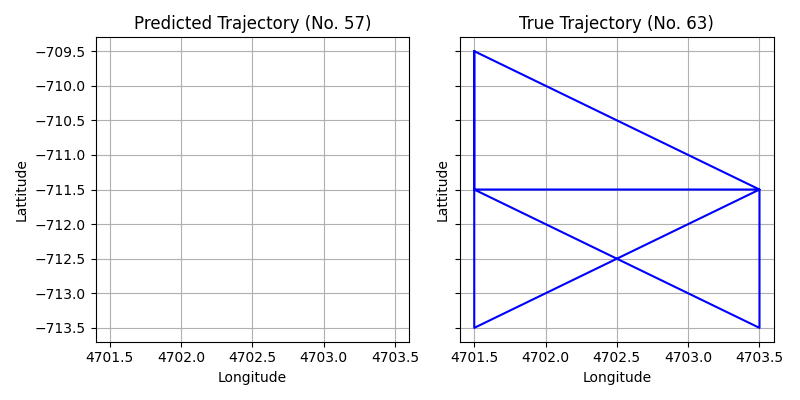 Predicted Trajectory (No. 57)
True Trajectory (No. 63)
Lattitude
−709.5
−710.0
−710.5
−711.0
−711.5
−712.0
−712.5
−713.0
−713.5
4701.5 4702.0 4702.5 4703.0 4703.5
Longitude
Lattitude
4701.5 4702.0 4702.5 4703.0 4703.5
Longitude